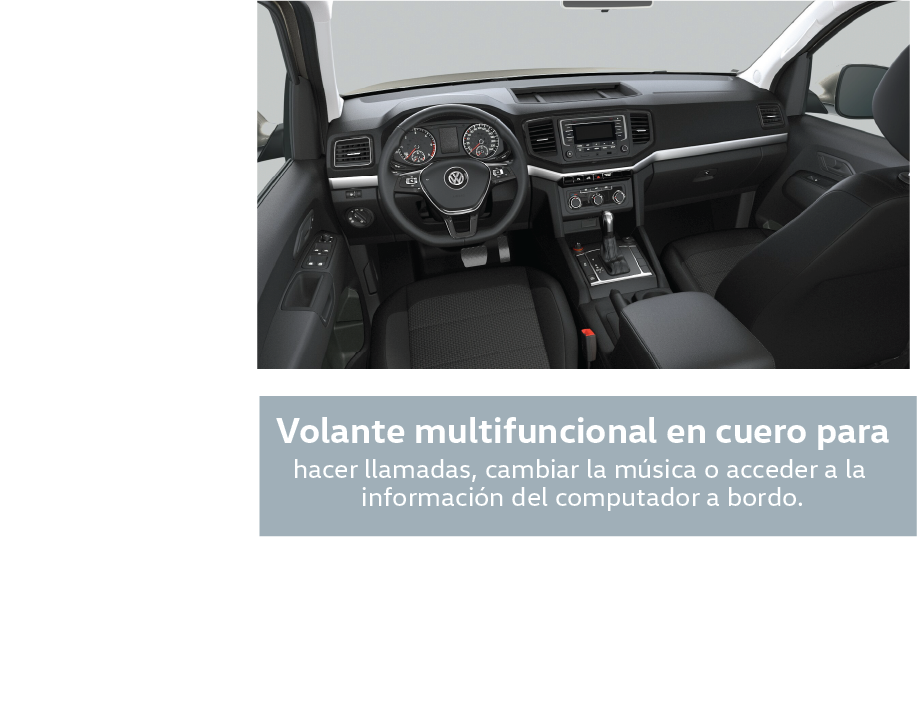 Volante multifuncional en cuero para
hacer llamadas, cambiar la música o acceder a la
información del computador a bordo.